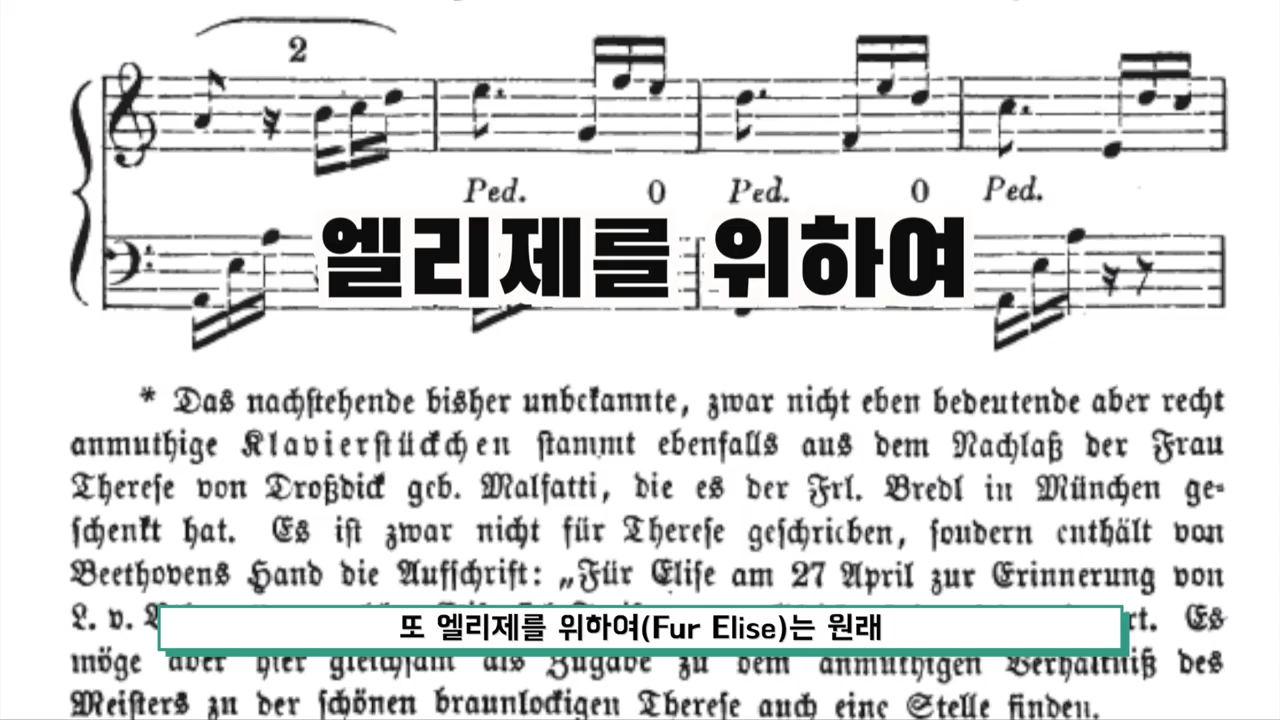 2
Ped. O Ped. O Ped.
엘리제를 위하여
* Das nachstehende bisher unbekannte, zwar nicht eben bedeutende aber recht
anmuthige Klavierstückchen stammt ebenfalls aus dem Nachlaß der Frau
Therese von Droßdick geb. Malfatti, die es der Frl. Bredl in München ge=
schenkt hat. Es ist zwar nicht für Therese geschrieben, sondern enthält von
Beethovens Hand die Aufschrift: „Für Elise am 27 April zur Erinnerung von
L. v. Es
또 엘리제를 위하여(Fur Elise)는 원래
möge aber hier gleichsam als Zugabe zu dem anmuthigen Verhältniß des
Meisters zu der schönen braunlockigen Therese auch eine Stelle finden.